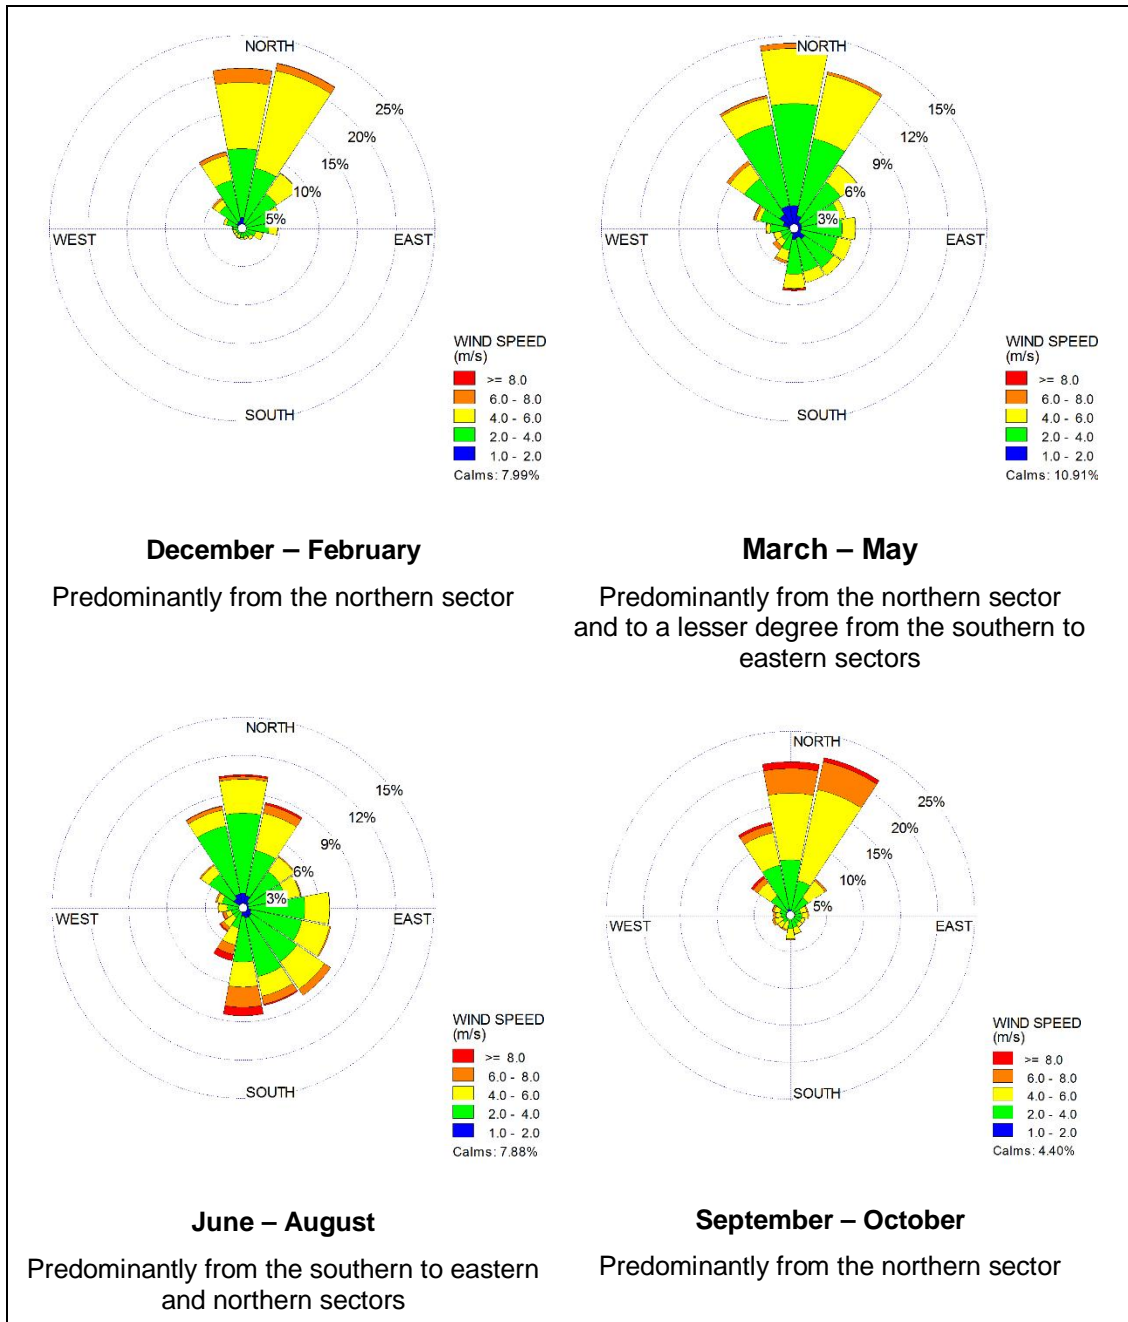 NORTH
25%
20%
15%
10%
5%
WEST
EAST
SOUTH
WIND SPEED
(m/s)
>= 8.0
6.0 - 8.0
4.0 - 6.0
2.0 - 4.0
1.0 - 2.0
Calms: 7.99%
December – February
Predominantly from the northern sector
NORTH
15%
12%
9%
6%
3%
WEST
EAST
SOUTH
WIND SPEED
(m/s)
>= 8.0
6.0 - 8.0
4.0 - 6.0
2.0 - 4.0
1.0 - 2.0
Calms: 10.91%
March – May
Predominantly from the northern sector
and to a lesser degree from the southern to
eastern sectors
NORTH
15%
12%
9%
6%
3%
WEST
EAST
SOUTH
WIND SPEED
(m/s)
>= 8.0
6.0 - 8.0
4.0 - 6.0
2.0 - 4.0
1.0 - 2.0
Calms: 7.88%
June – August
Predominantly from the southern to eastern
and northern sectors
NORTH
25%
20%
15%
10%
5%
WEST
EAST
SOUTH
WIND SPEED
(m/s)
>= 8.0
6.0 - 8.0
4.0 - 6.0
2.0 - 4.0
1.0 - 2.0
Calms: 4.40%
September – October
Predominantly from the northern sector